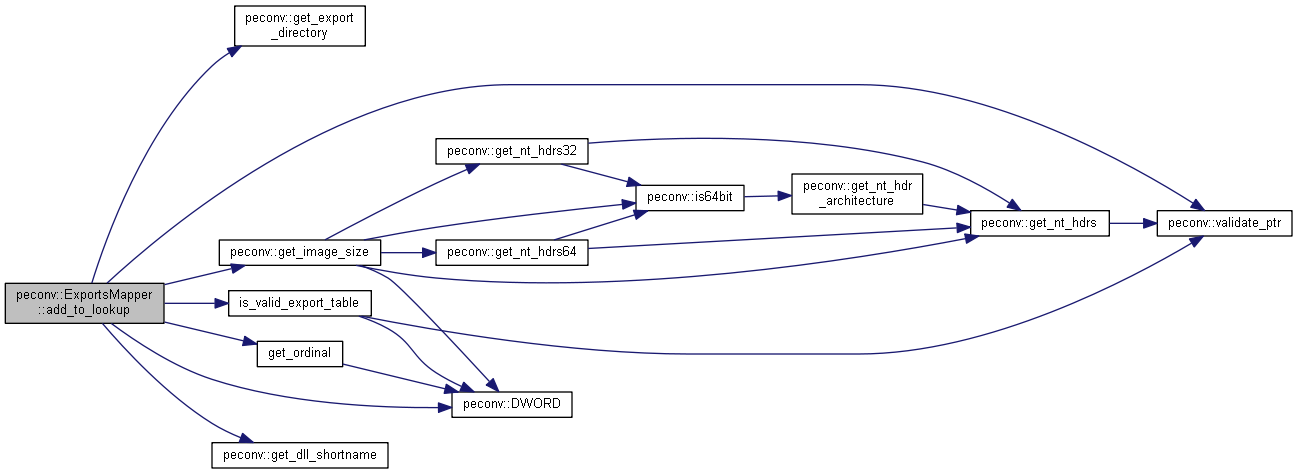 peconv::get_export
_directory
peconv::get_nt_hdrs32
peconv::get_nt_hdr
_architecture
peconv::is64bit
peconv::get_nt_hdrs
peconv::validate_ptr
peconv::get_image_size
peconv::get_nt_hdrs64
peconv::ExportsMapper
::add_to_lookup
is_valid_export_table
get_ordinal
peconv::DWORD
peconv::get_dll_shortname